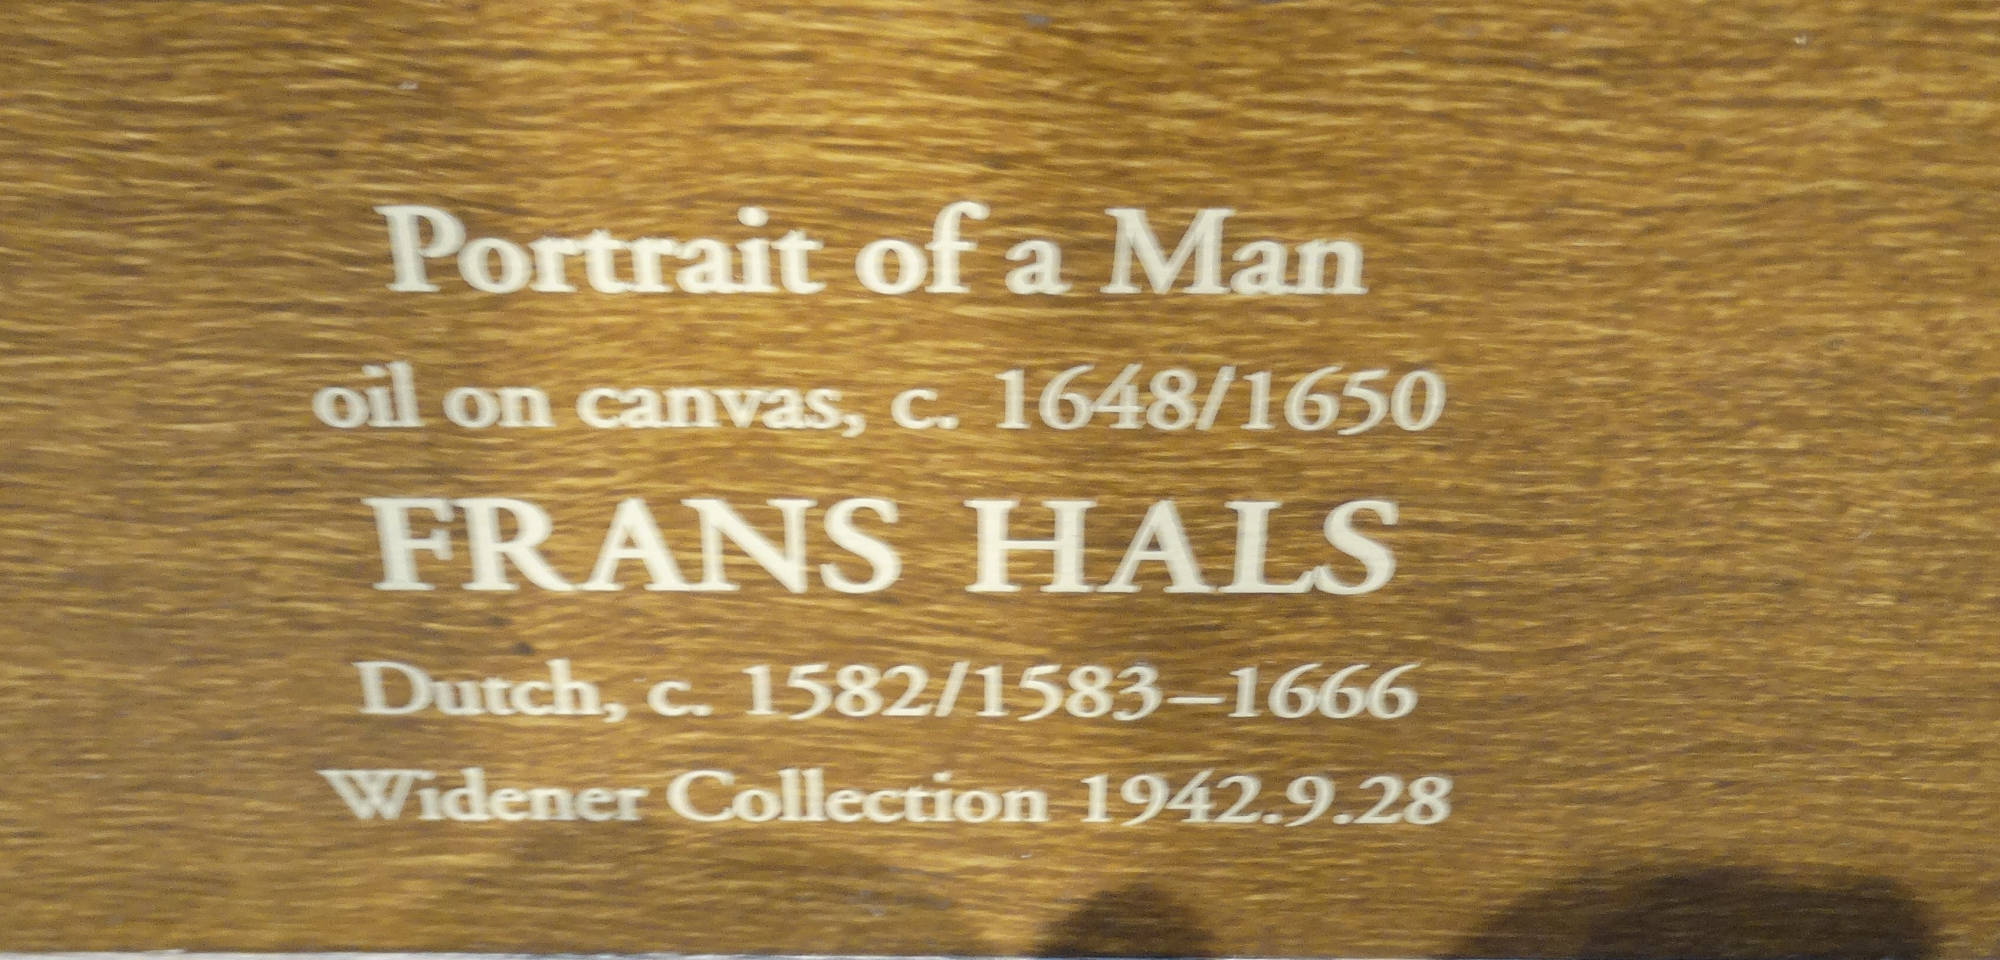 Portrait of a Man
oil on canvas, c. 1648/1650
FRANS HALS
Dutch, c. 1582/1583–1666
Widener Collection 1942.9.28